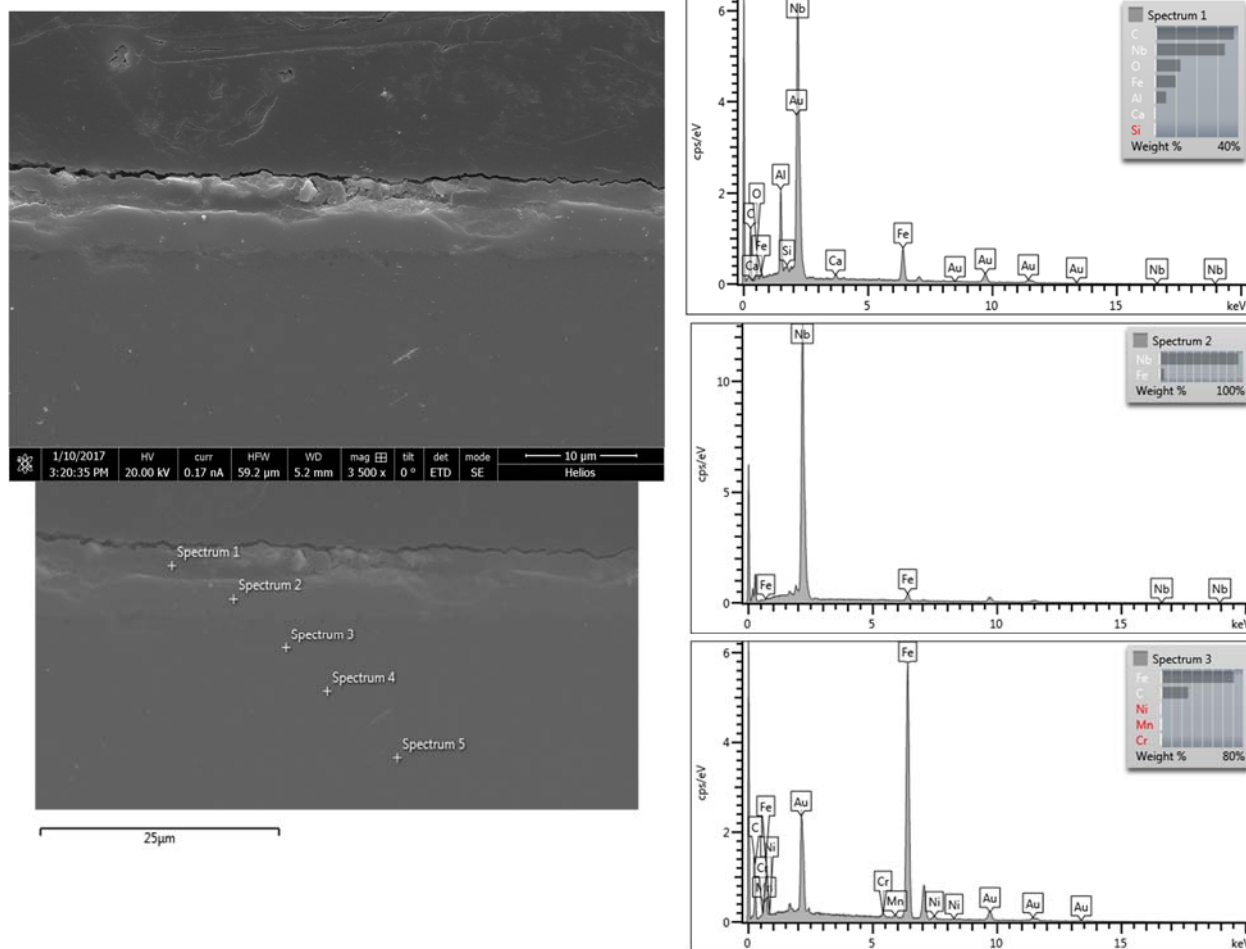 1/10/2017 HV curr HFW WD mag tilt det mode 10 µm
3:20:35 PM 20.00 kV 0.17 nA 59.2 µm 5.2 mm 3 500 x 0 ° ETD SE Helios
Spectrum 1
Spectrum 2
Spectrum 3
Spectrum 4
Spectrum 5
25µm
Spectrum 1
C
Nb
O
Fe
Al
Ca
Si
Weight % 40%
6
4
2
0
cps/eV
Nb
Au
Al
O
C
Fe
Ca
Si
Ca
Fe
Au
Au
Au
Au
Nb
Nb
0 5 10 15 keV
Spectrum 2
Nb
Fe
Weight % 100%
10
5
0
cps/eV
Nb
Fe
Fe
Nb
Nb
0 5 10 15 keV
Spectrum 3
Fe
C
Ni
Mn
Cr
Weight % 80%
6
4
2
0
cps/eV
Fe
Au
Fe
C
Ni
Cr
Mn
Cr
Mn
Ni
Ni
Au
Au
Au
0 5 10 15 keV